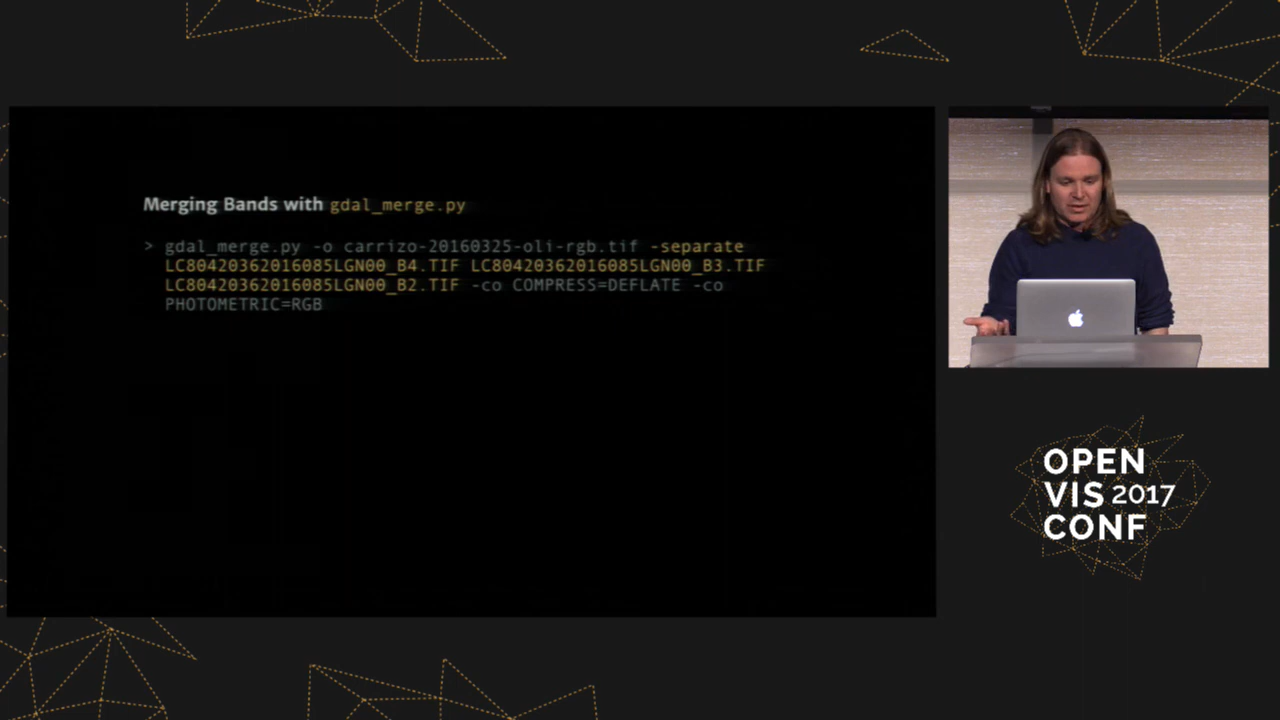 Merging Bands with gdal_merge.py
> gdal_merge.py -o carrizo-20160325-oli-rgb.tif -separate
LC80420362016085LGN00_B4.TIF LC80420362016085LGN00_B3.TIF
LC80420362016085LGN00_B2.TIF -co COMPRESS=DEFLATE -co
PHOTOMETRIC=RGB
OPEN
VIS 2017
CONF